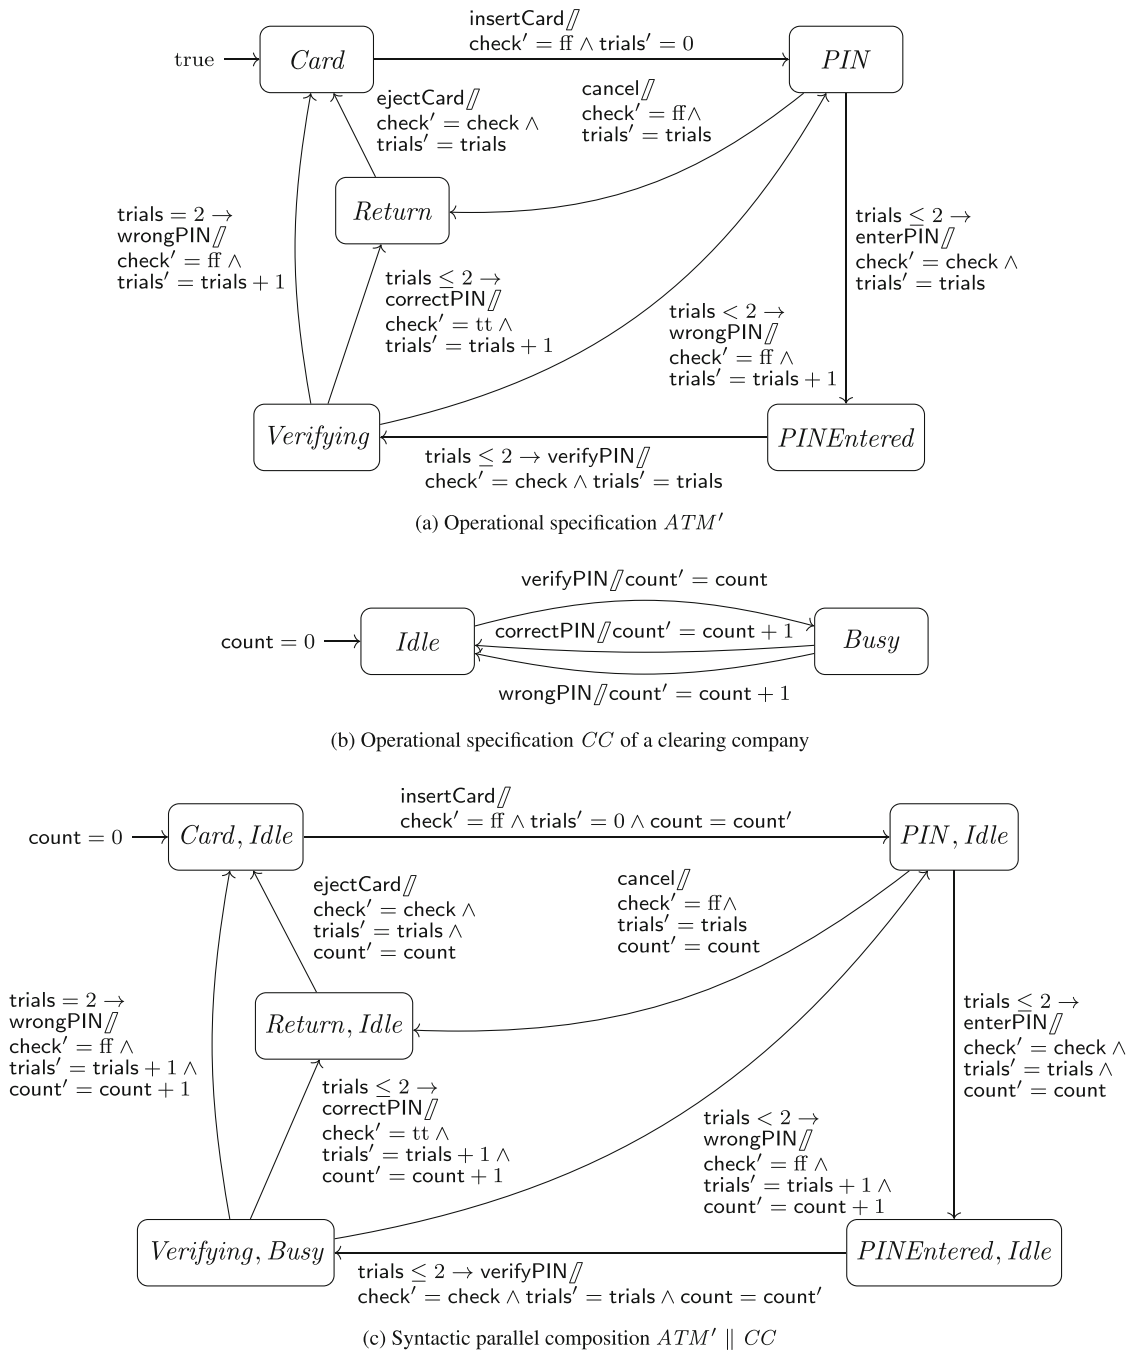 insertCard⫽
check′ = ff ∧ trials′ = 0
true
Card
PIN
ejectCard⫽
check′ = check ∧
trials′ = trials
cancel⫽
check′ = ff∧
trials′ = trials
Return
trials = 2 →
wrongPIN⫽
check′ = ff ∧
trials′ = trials + 1
trials ≤ 2 →
enterPIN⫽
check′ = check ∧
trials′ = trials
trials ≤ 2 →
correctPIN⫽
check′ = tt ∧
trials′ = trials + 1
trials < 2 →
wrongPIN⫽
check′ = ff ∧
trials′ = trials + 1
Verifying
PINEntered
trials ≤ 2 → verifyPIN⫽
check′ = check ∧ trials′ = trials
(a) Operational specification ATM′
verifyPIN⫽count′ = count
count = 0
Idle
correctPIN⫽count′ = count + 1
Busy
wrongPIN⫽count′ = count + 1
(b) Operational specification CC of a clearing company
insertCard⫽
check′ = ff ∧ trials′ = 0 ∧ count = count′
count = 0
Card, Idle
PIN, Idle
ejectCard⫽
check′ = check ∧
trials′ = trials ∧
count′ = count
cancel⫽
check′ = ff∧
trials′ = trials
count′ = count
trials = 2 →
wrongPIN⫽
check′ = ff ∧
trials′ = trials + 1 ∧
count′ = count + 1
Return, Idle
trials ≤ 2 →
enterPIN⫽
check′ = check ∧
trials′ = trials ∧
count′ = count
trials ≤ 2 →
correctPIN⫽
check′ = tt ∧
trials′ = trials + 1 ∧
count′ = count + 1
trials < 2 →
wrongPIN⫽
check′ = ff ∧
trials′ = trials + 1 ∧
count′ = count + 1
Verifying, Busy
PINEntered, Idle
trials ≤ 2 → verifyPIN⫽
check′ = check ∧ trials′ = trials ∧ count = count′
(c) Syntactic parallel composition ATM′ ∥ CC